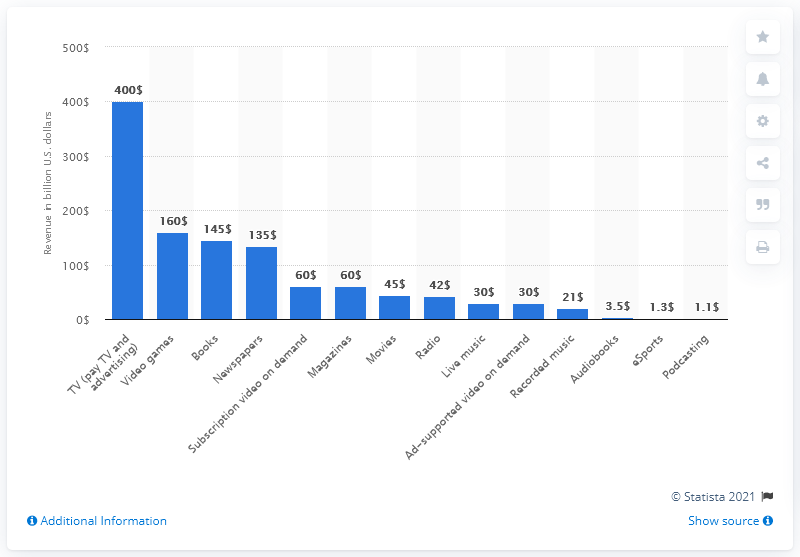 Revenue in billion U.S. dollars
500$
400$
300$
200$
100$
0$
400$
160$
145$
135$
60$
60$
45$
42$
30$
30$
21$
3.5$
1.3$
1.1$
TV (pay TV and
advertising)
Video games
Books
Newspapers
Subscription video on demand
Magazines
Movies
Radio
Live music
Ad-supported video on demand
Recorded music
Audiobooks
eSports
Podcasting
© Statista 2021
Additional Information
Show source